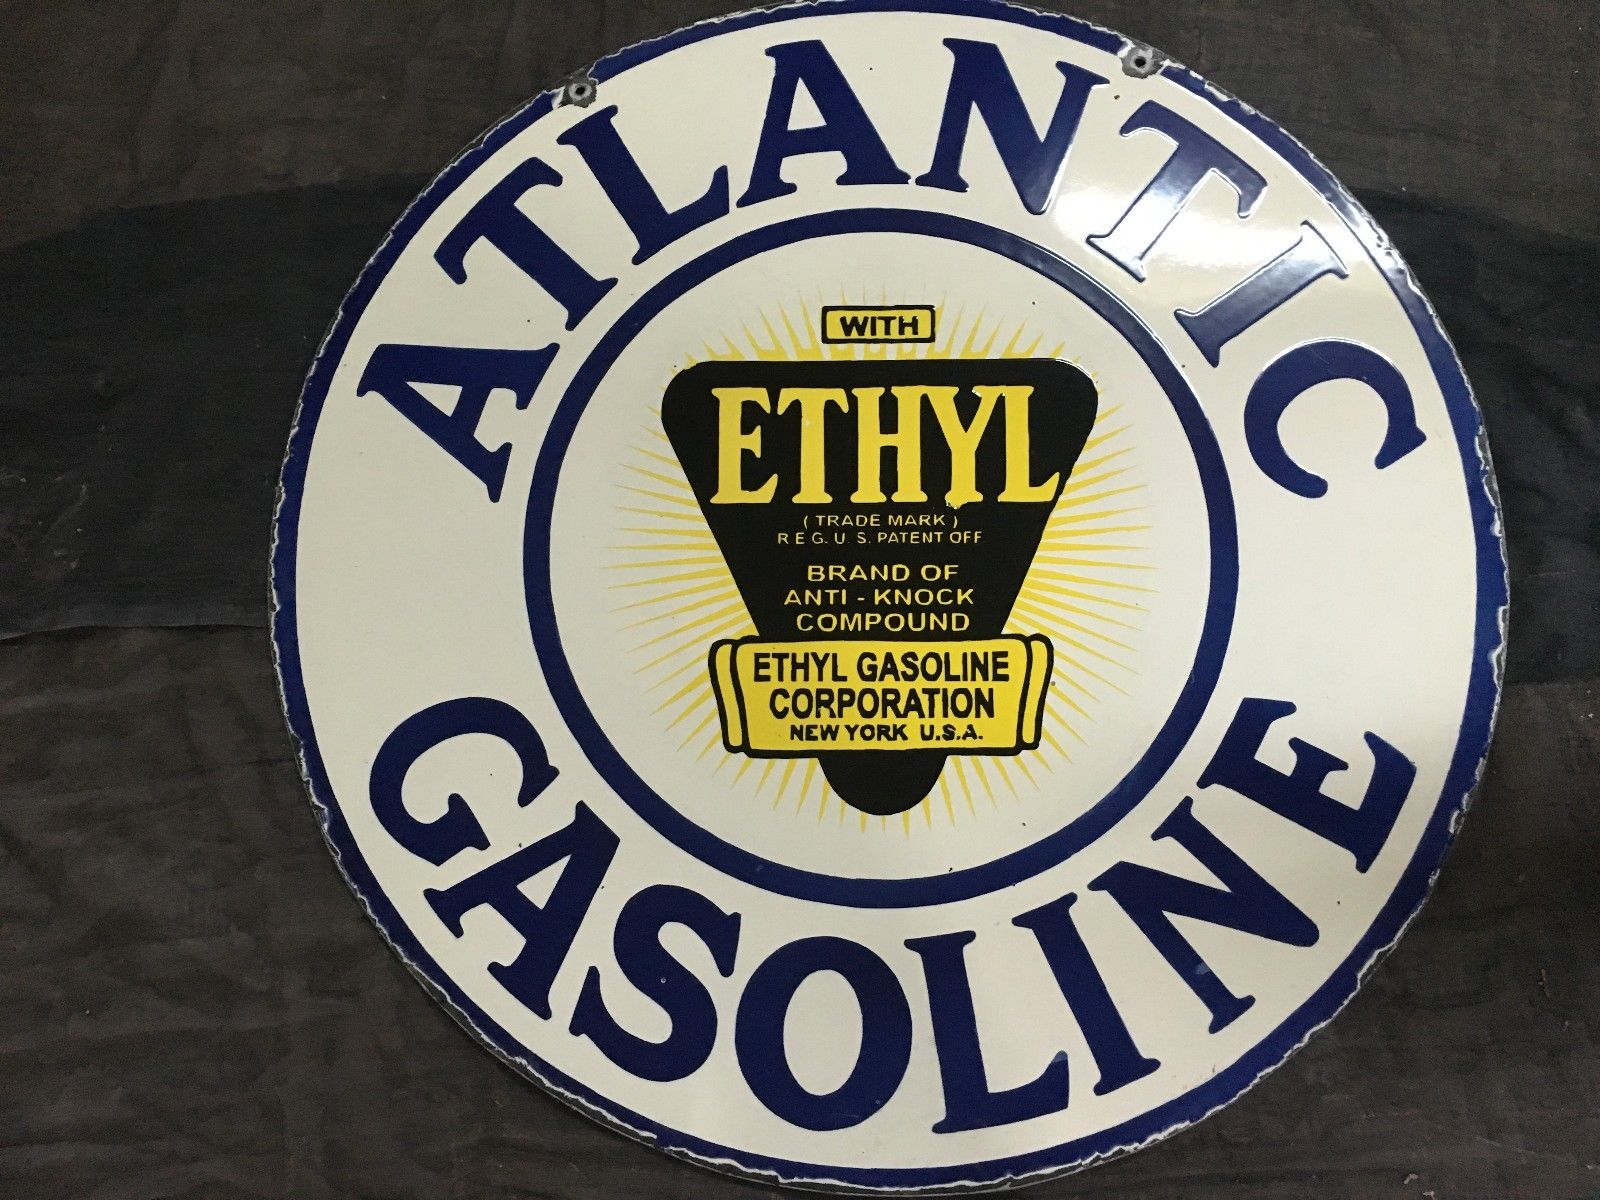 ATLANTIC
WITH
ETHYL
( TRADE MARK )
REG. U. S. PATENT OFF
BRAND OF
ANTI - KNOCK
COMPOUND
ETHYL GASOLINE
CORPORATION
NEW YORK U.S.A.
GASOLINE